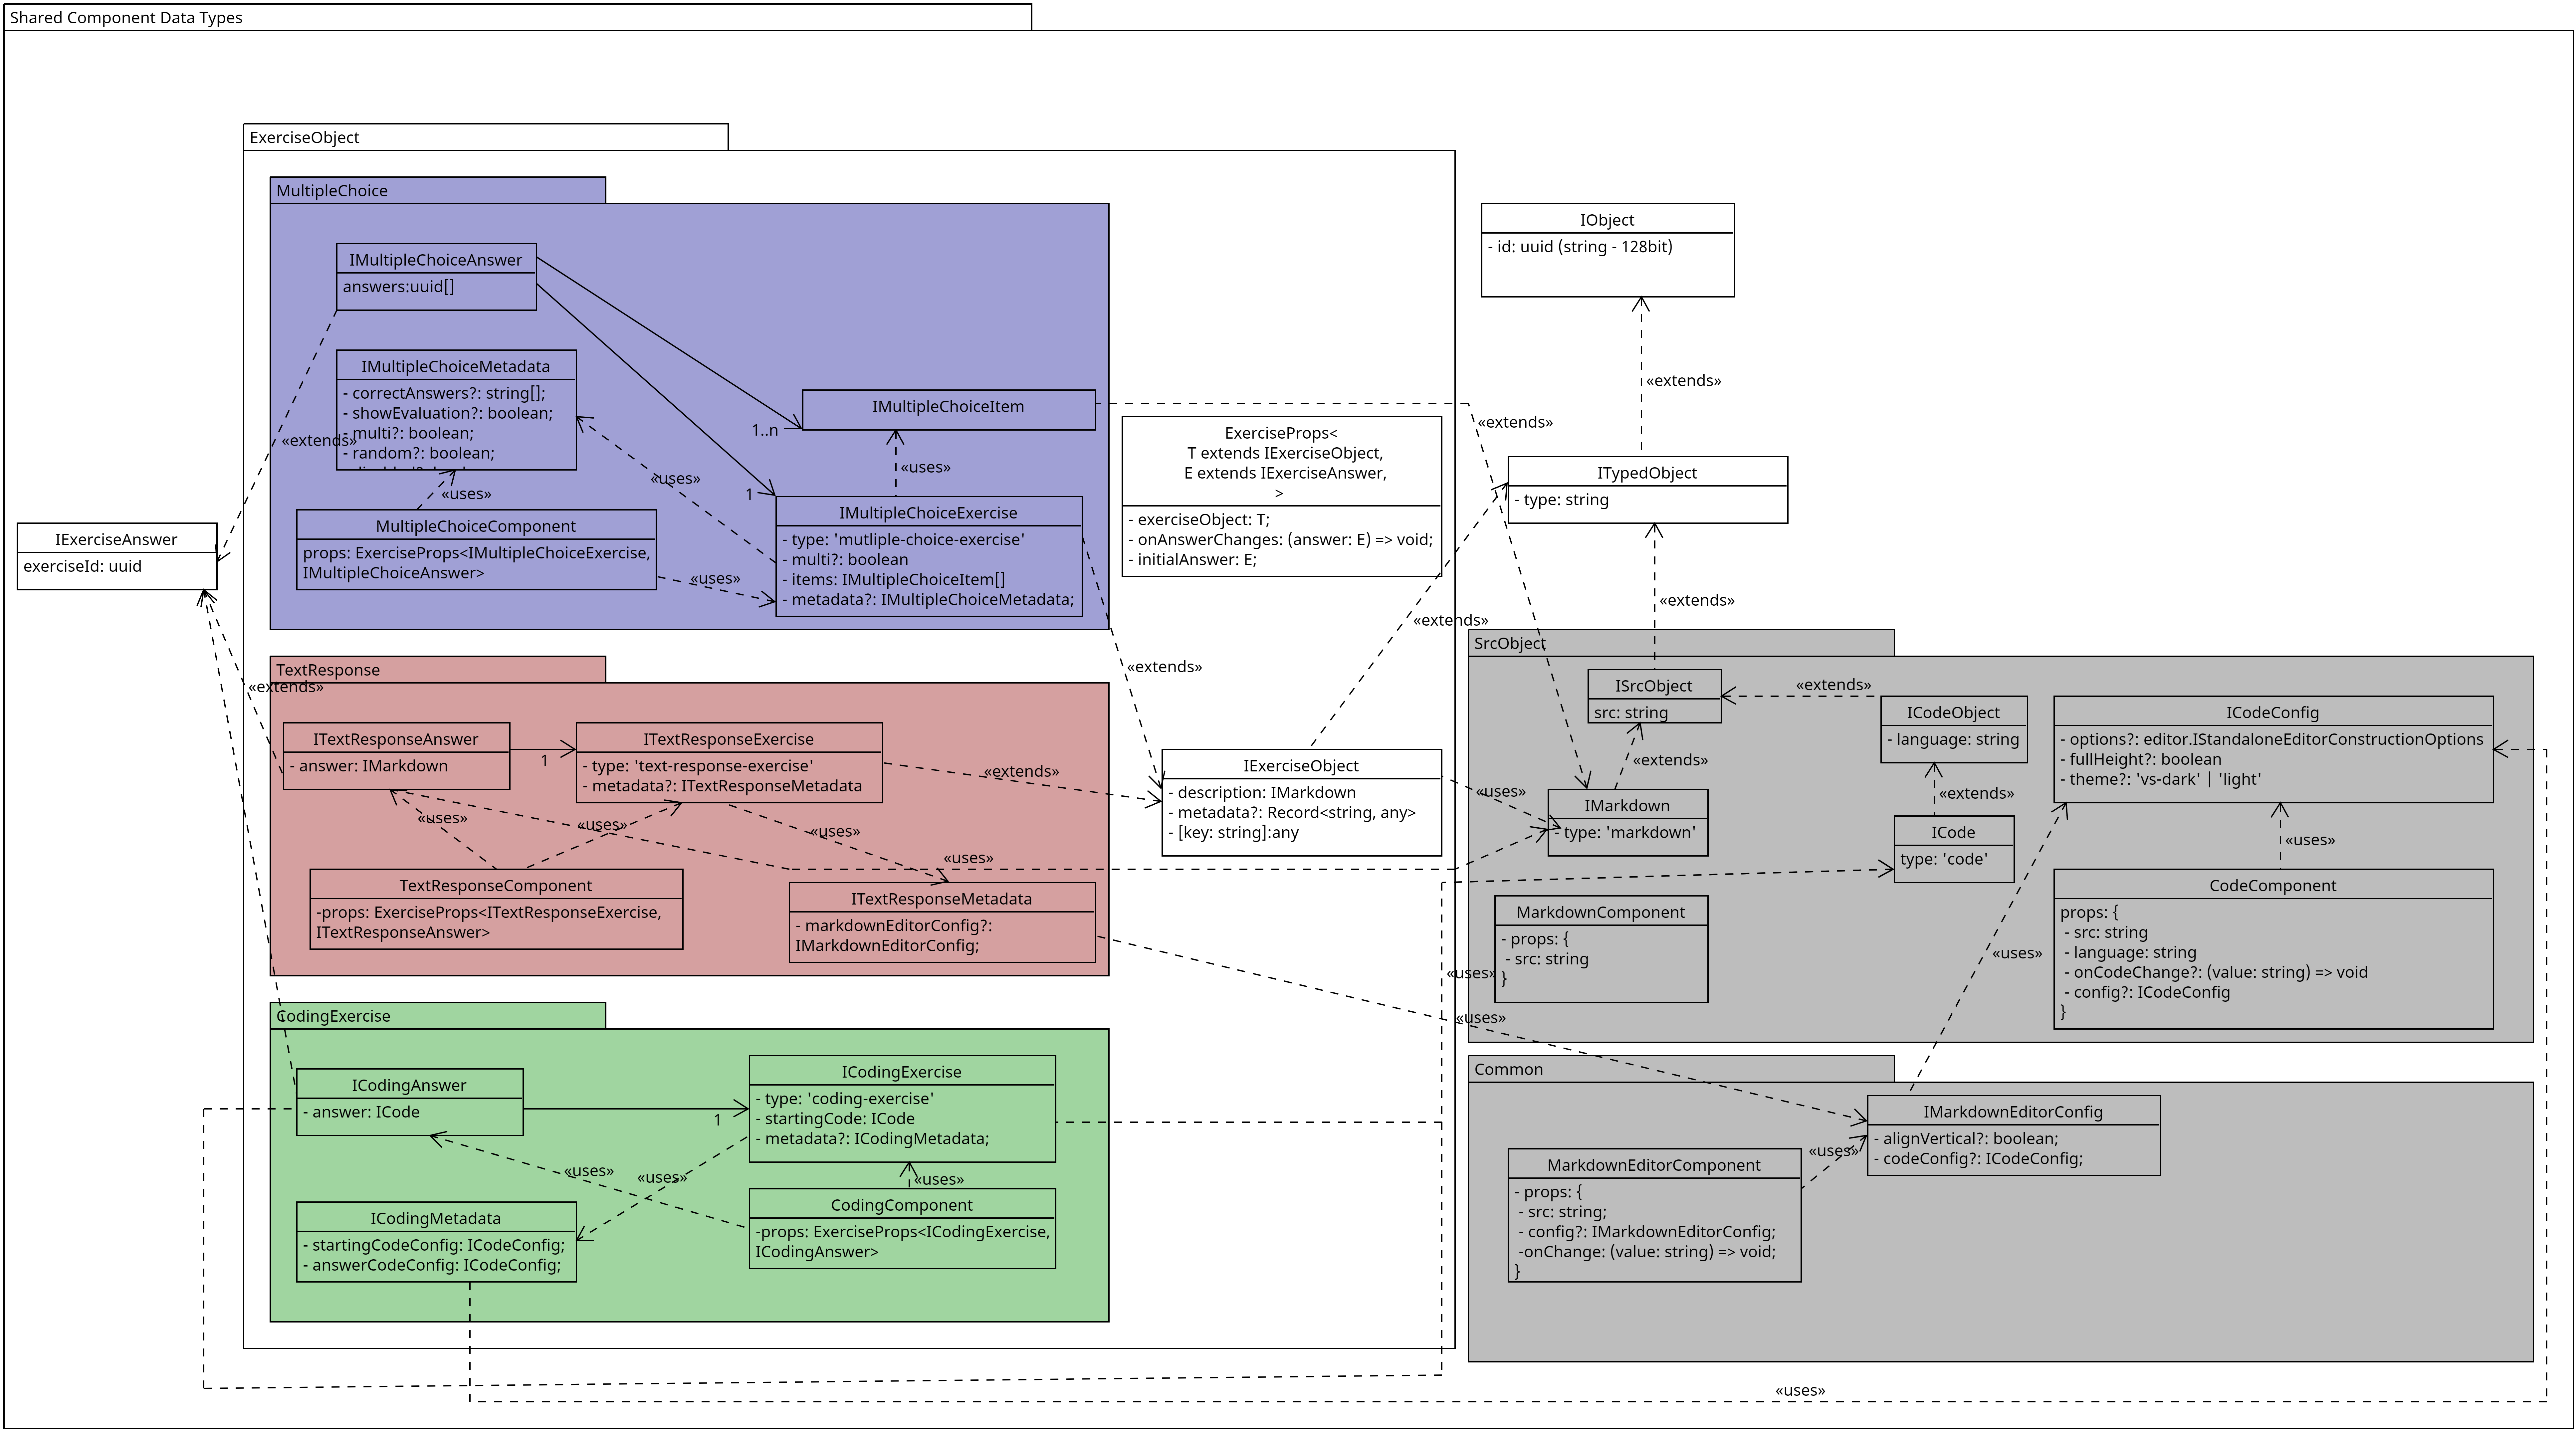 Shared Component Data Types
ExerciseObject
MultipleChoice
IMultipleChoiceAnswer
answers:uuid[]
IMultipleChoiceMetadata
- correctAnswers?: string[];
- showEvaluation?: boolean;
- multi?: boolean;
- random?: boolean;
«extends»
«uses»
MultipleChoiceComponent
props: ExerciseProps<IMultipleChoiceExercise,
IMultipleChoiceAnswer>
«uses»
«uses»
1..n
IMultipleChoiceItem
«uses»
1
IMultipleChoiceExercise
- type: 'mutliple-choice-exercise'
- multi?: boolean
- items: IMultipleChoiceItem[]
- metadata?: IMultipleChoiceMetadata;
IExerciseAnswer
exerciseId: uuid
ExerciseProps<
T extends IExerciseObject,
E extends IExerciseAnswer,
>
- exerciseObject: T;
- onAnswerChanges: (answer: E) => void;
- initialAnswer: E;
IObject
- id: uuid (string - 128bit)
«extends»
«extends»
ITypedObject
- type: string
«extends»
«extends»
«extends»
TextResponse
«extends»
ITextResponseAnswer
- answer: IMarkdown
1
ITextResponseExercise
- type: 'text-response-exercise'
- metadata?: ITextResponseMetadata
«extends»
«uses»
«uses»
«uses»
«uses»
TextResponseComponent
-props: ExerciseProps<ITextResponseExercise,
ITextResponseAnswer>
ITextResponseMetadata
- markdownEditorConfig?:
IMarkdownEditorConfig;
IExerciseObject
- description: IMarkdown
- metadata?: Record<string, any>
- [key: string]:any
«uses»
SrcObject
ISrcObject
src: string
«extends»
«extends»
ICodeObject
- language: string
«extends»
ICodeConfig
- options?: editor.IStandaloneEditorConstructionOptions
- fullHeight?: boolean
- theme?: 'vs-dark' | 'light'
IMarkdown
- type: 'markdown'
ICode
type: 'code'
«uses»
MarkdownComponent
- props: {
- src: string
}
«uses»
«uses»
«uses»
CodeComponent
props: {
- src: string
- language: string
- onCodeChange?: (value: string) => void
- config?: ICodeConfig
}
CodingExercise
ICodingAnswer
- answer: ICode
1
ICodingExercise
- type: 'coding-exercise'
- startingCode: ICode
- metadata?: ICodingMetadata;
«uses»
«uses»
«uses»
ICodingMetadata
- startingCodeConfig: ICodeConfig;
- answerCodeConfig: ICodeConfig;
CodingComponent
-props: ExerciseProps<ICodingExercise,
ICodingAnswer>
Common
IMarkdownEditorConfig
- alignVertical?: boolean;
- codeConfig?: ICodeConfig;
«uses»
MarkdownEditorComponent
- props: {
- src: string;
- config?: IMarkdownEditorConfig;
-onChange: (value: string) => void;
}
«uses»